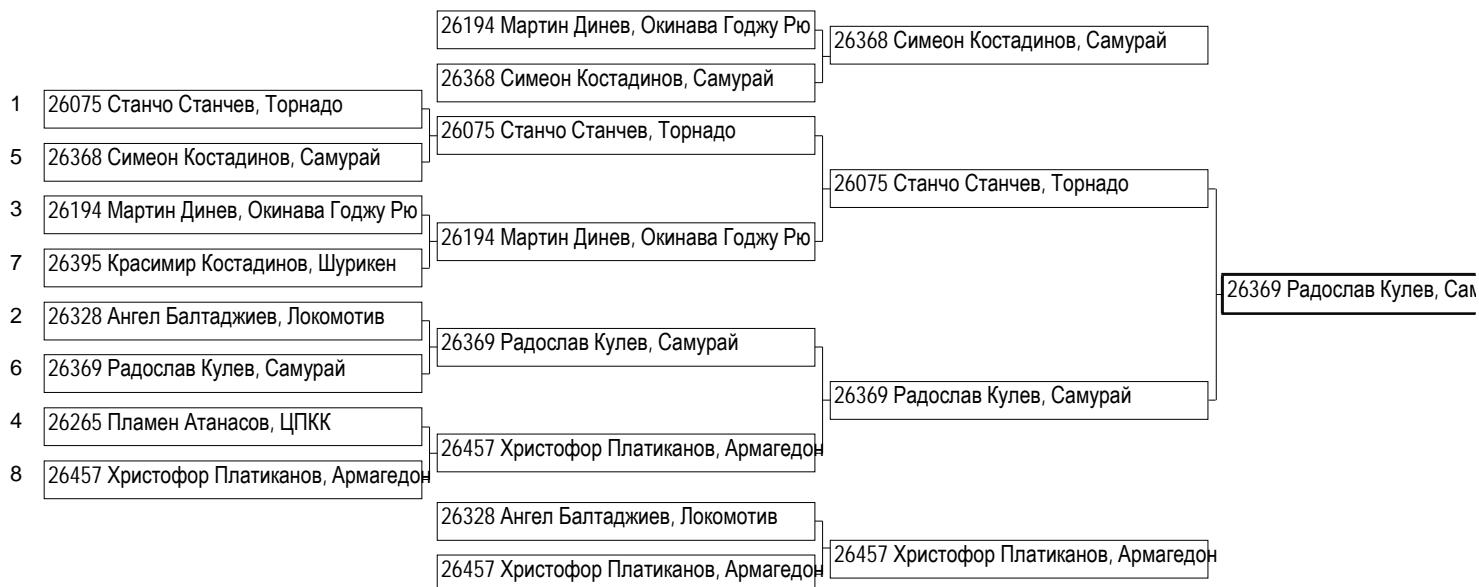 26194 Мартин Динев, Окинава Годжу Рю
26368 Симеон Костадинов, Самурай
26368 Симеон Костадинов, Самурай
1 26075 Станчо Станчев, Торнадо
26075 Станчо Станчев, Торнадо
5 26368 Симеон Костадинов, Самурай
26075 Станчо Станчев, Торнадо
3 26194 Мартин Динев, Окинава Годжу Рю
26194 Мартин Динев, Окинава Годжу Рю
7 26395 Красимир Костадинов, Шурикен
26369 Радослав Кулев, Сам
2 26328 Ангел Балтаджиев, Локомотив
26369 Радослав Кулев, Самурай
6 26369 Радослав Кулев, Самурай
26369 Радослав Кулев, Самурай
4 26265 Пламен Атанасов, ЦПКК
26457 Христофор Платиканов, Армагедон
8 26457 Христофор Платиканов, Армагедон
26328 Ангел Балтаджиев, Локомотив
26457 Христофор Платиканов, Армагедон
26457 Христофор Платиканов, Армагедон